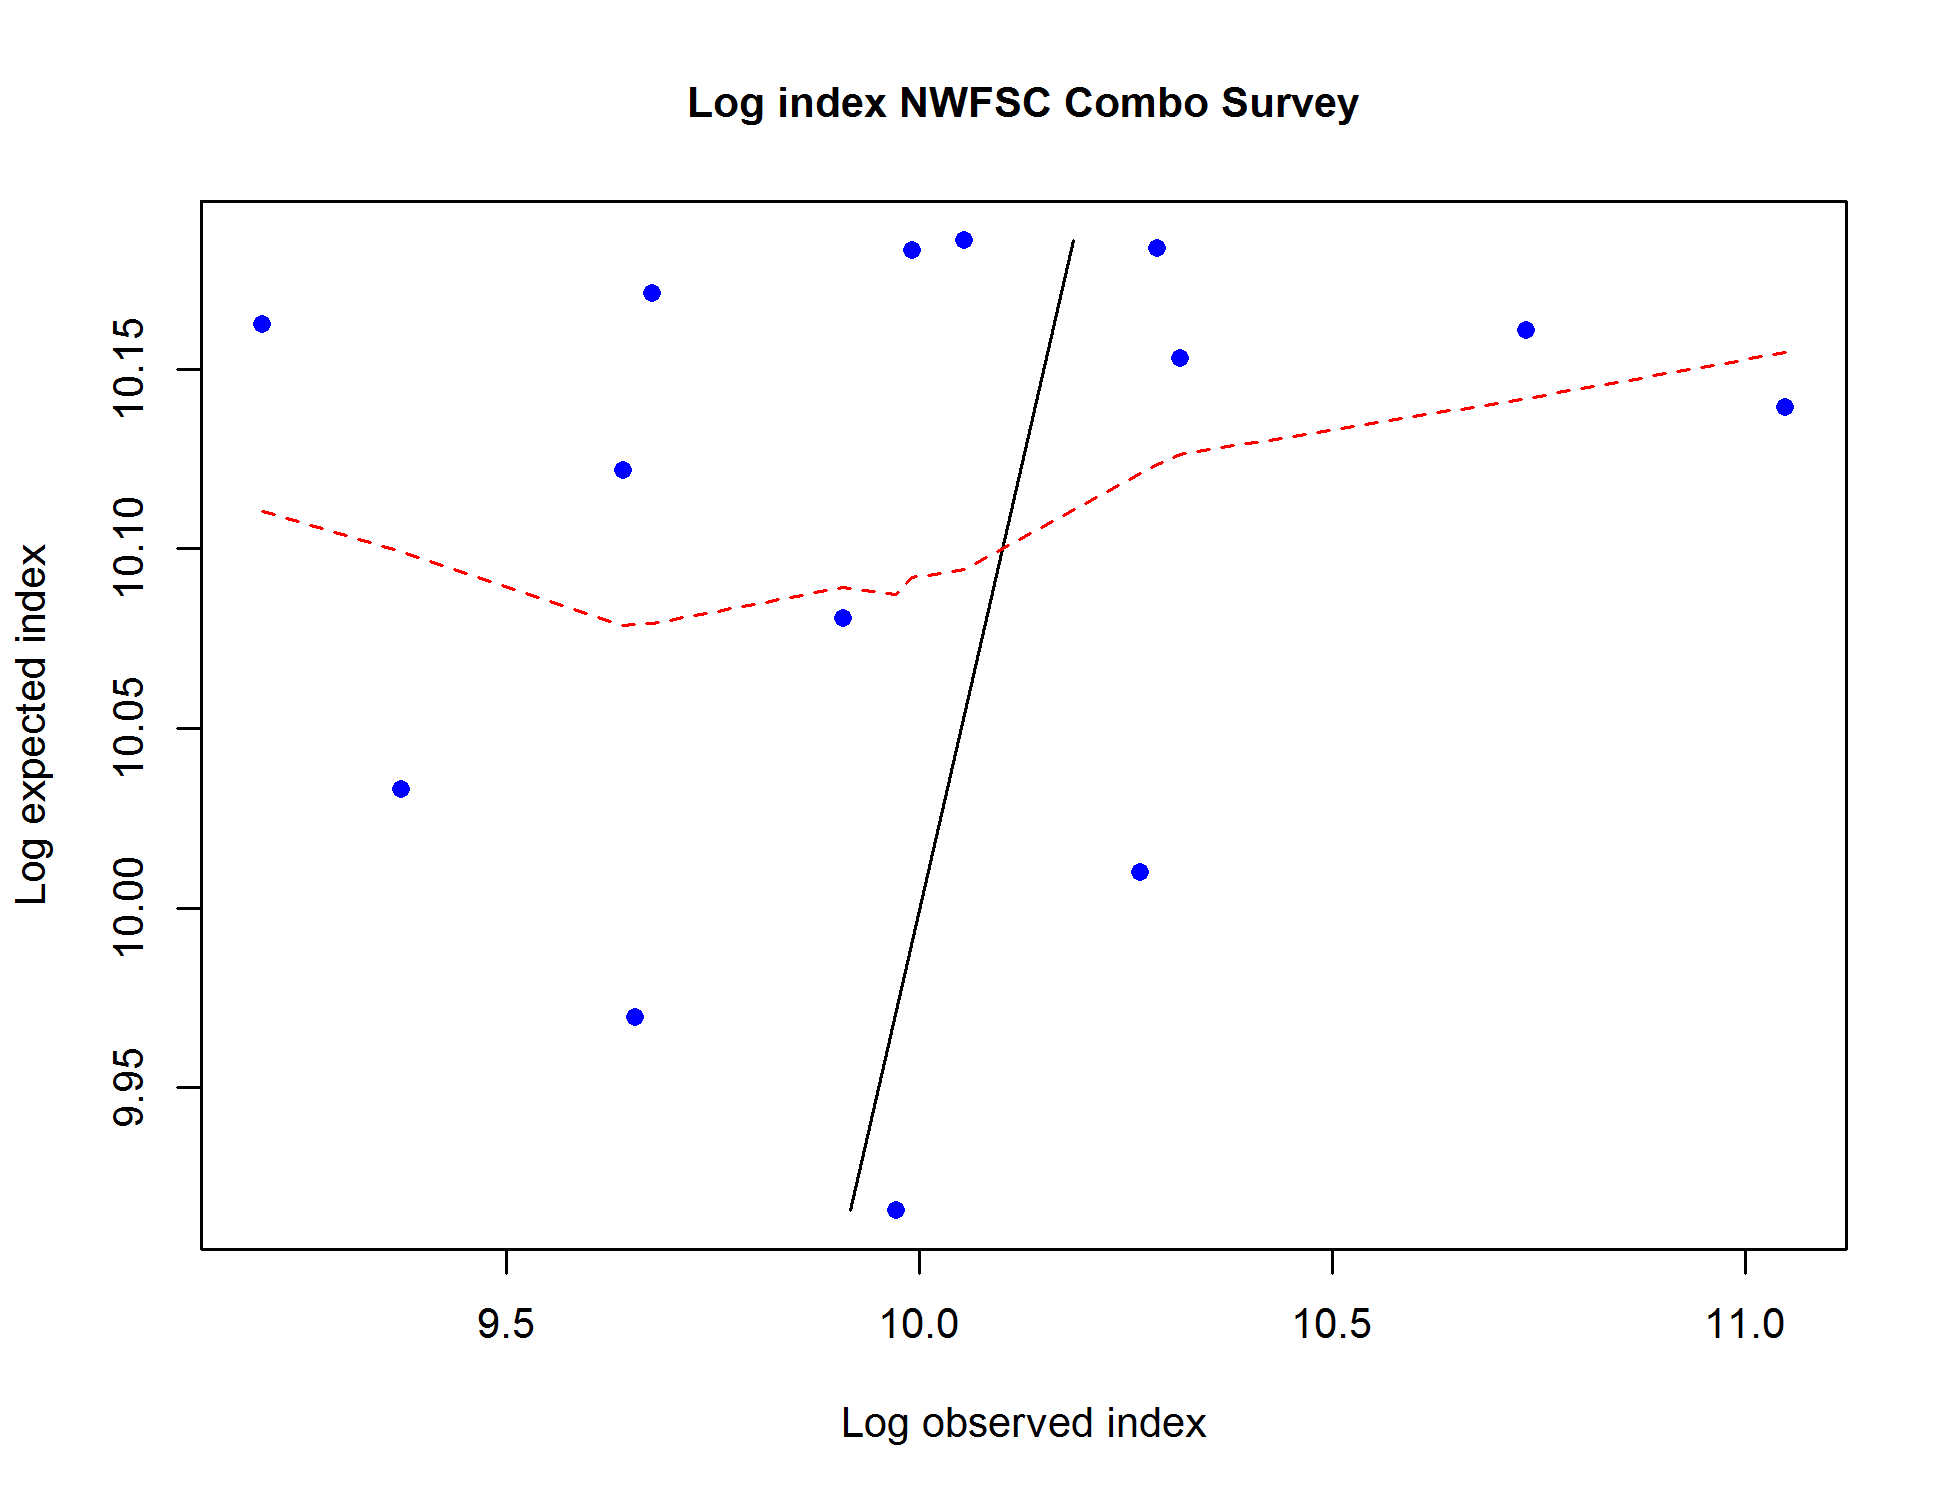 Log index NWFSC Combo Survey
Log expected index
10.15
10.10
10.05
10.00
9.95
9.5 10.0 10.5 11.0
Log observed index